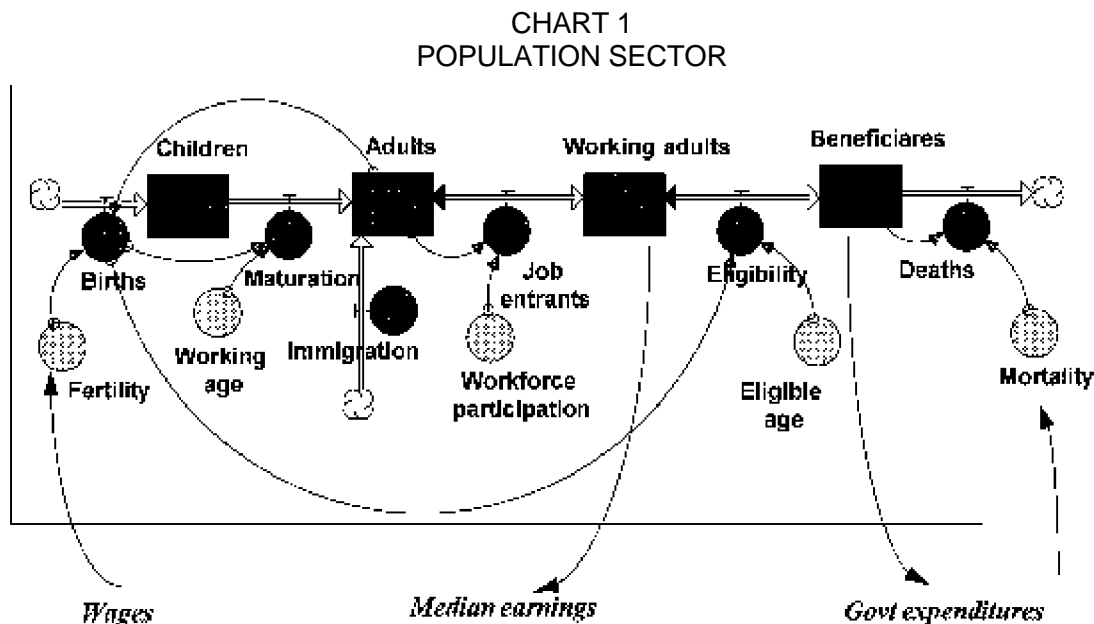 CHART 1
POPULATION SECTOR
Children
Adults
Working adults
Beneficiares
Births
Maturation
Job
entrants
Eligibility
Deaths
Immigration
Working
age
Fertility
Workforce
participation
Eligible
age
Mortality
Wages
Median earnings
Govt expenditures